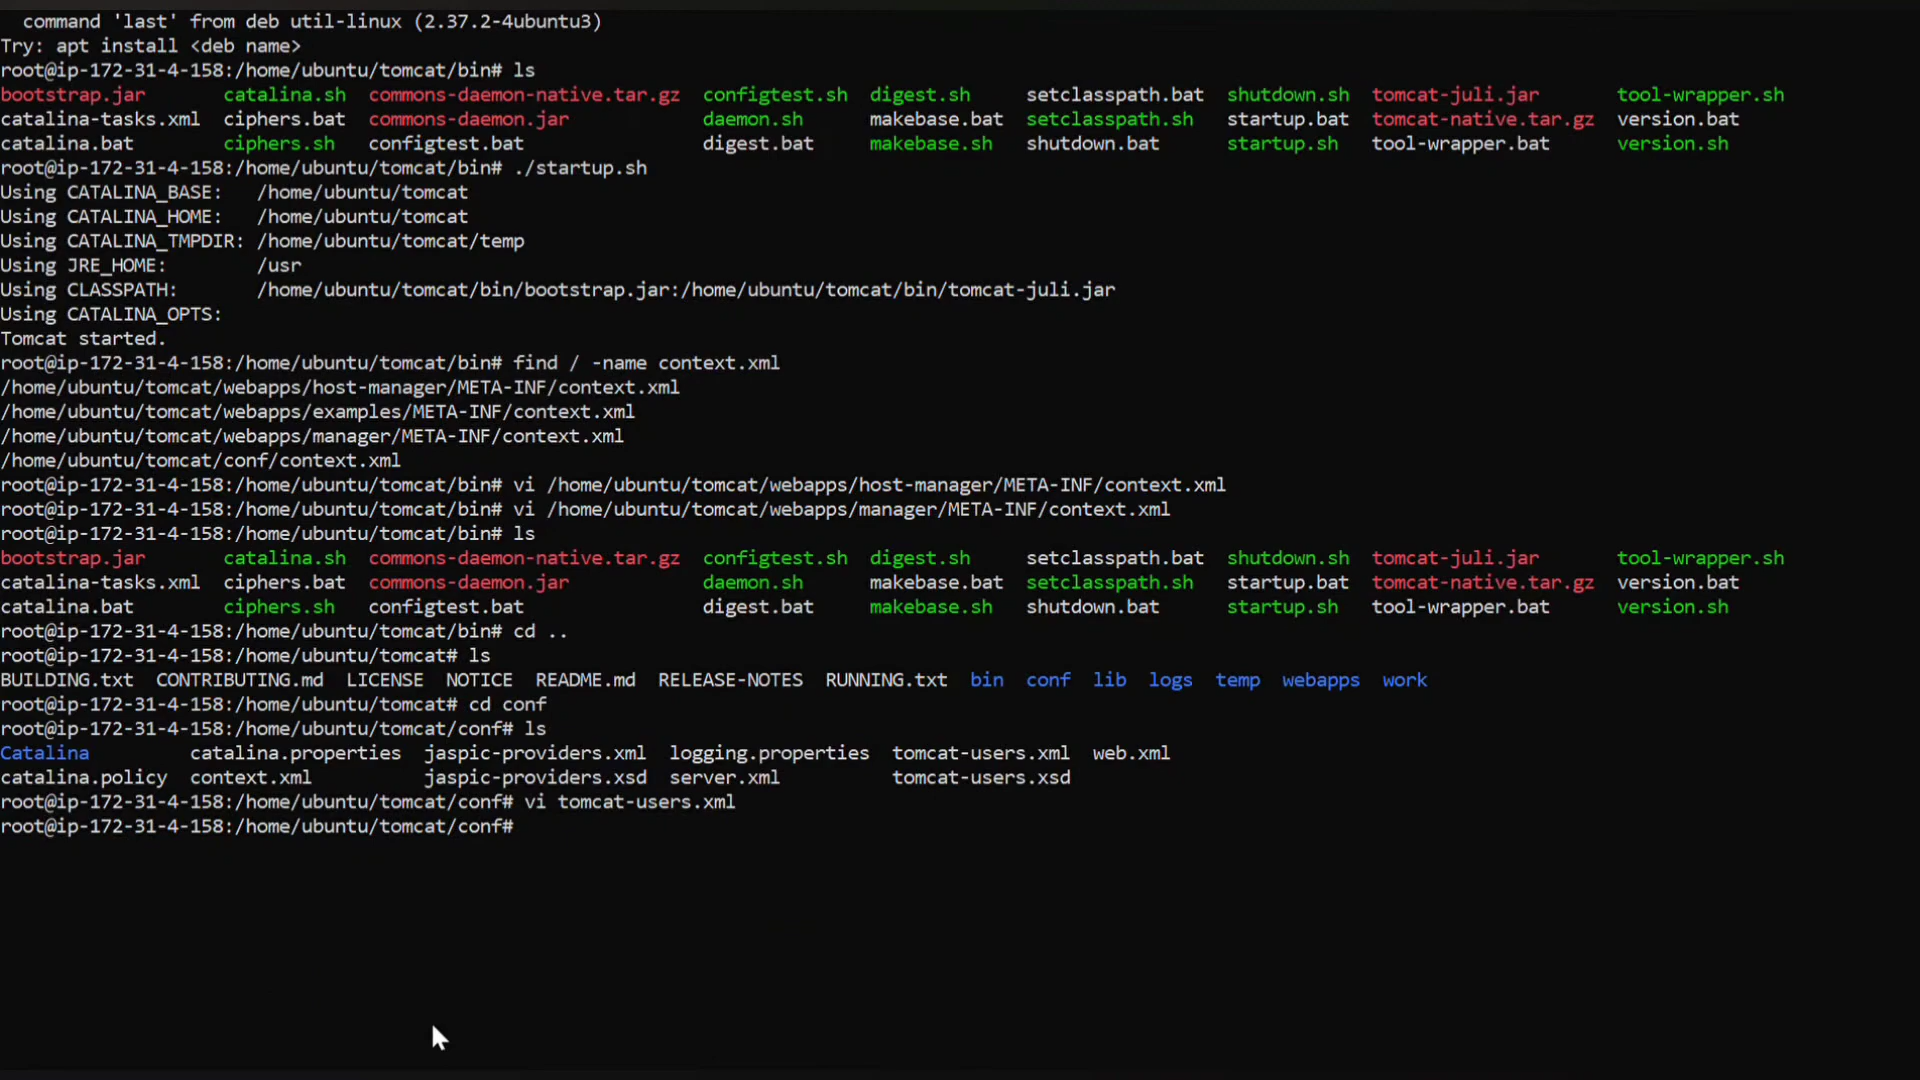 command 'last' from deb util-linux (2.37.2-4ubuntu3)
Try: apt install <deb name>
root@ip-172-31-4-158:/home/ubuntu/tomcat/bin# ls
bootstrap.jar catalina.sh commons-daemon-native.tar.gz configtest.sh digest.sh setclasspath.bat shutdown.sh tomcat-juli.jar tool-wrapper.sh
catalina-tasks.xml ciphers.bat commons-daemon.jar daemon.sh makebase.bat setclasspath.sh startup.bat tomcat-native.tar.gz version.bat
catalina.bat ciphers.sh configtest.bat digest.bat makebase.sh shutdown.bat startup.sh tool-wrapper.bat version.sh
root@ip-172-31-4-158:/home/ubuntu/tomcat/bin# ./startup.sh
Using CATALINA_BASE: /home/ubuntu/tomcat
Using CATALINA_HOME: /home/ubuntu/tomcat
Using CATALINA_TMPDIR: /home/ubuntu/tomcat/temp
Using JRE_HOME: /usr
Using CLASSPATH: /home/ubuntu/tomcat/bin/bootstrap.jar:/home/ubuntu/tomcat/bin/tomcat-juli.jar
Using CATALINA_OPTS:
Tomcat started.
root@ip-172-31-4-158:/home/ubuntu/tomcat/bin# find / -name context.xml
/home/ubuntu/tomcat/webapps/host-manager/META-INF/context.xml
/home/ubuntu/tomcat/webapps/examples/META-INF/context.xml
/home/ubuntu/tomcat/webapps/manager/META-INF/context.xml
/home/ubuntu/tomcat/conf/context.xml
root@ip-172-31-4-158:/home/ubuntu/tomcat/bin# vi /home/ubuntu/tomcat/webapps/host-manager/META-INF/context.xml
root@ip-172-31-4-158:/home/ubuntu/tomcat/bin# vi /home/ubuntu/tomcat/webapps/manager/META-INF/context.xml
root@ip-172-31-4-158:/home/ubuntu/tomcat/bin# ls
bootstrap.jar catalina.sh commons-daemon-native.tar.gz configtest.sh digest.sh setclasspath.bat shutdown.sh tomcat-juli.jar tool-wrapper.sh
catalina-tasks.xml ciphers.bat commons-daemon.jar daemon.sh makebase.bat setclasspath.sh startup.bat tomcat-native.tar.gz version.bat
catalina.bat ciphers.sh configtest.bat digest.bat makebase.sh shutdown.bat startup.sh tool-wrapper.bat version.sh
root@ip-172-31-4-158:/home/ubuntu/tomcat/bin# cd ..
root@ip-172-31-4-158:/home/ubuntu/tomcat# ls
BUILDING.txt CONTRIBUTING.md LICENSE NOTICE README.md RELEASE-NOTES RUNNING.txt bin conf lib logs temp webapps work
root@ip-172-31-4-158:/home/ubuntu/tomcat# cd conf
root@ip-172-31-4-158:/home/ubuntu/tomcat/conf# ls
Catalina catalina.properties jaspic-providers.xml logging.properties tomcat-users.xml web.xml
catalina.policy context.xml jaspic-providers.xsd server.xml tomcat-users.xsd
root@ip-172-31-4-158:/home/ubuntu/tomcat/conf# vi tomcat-users.xml
root@ip-172-31-4-158:/home/ubuntu/tomcat/conf#